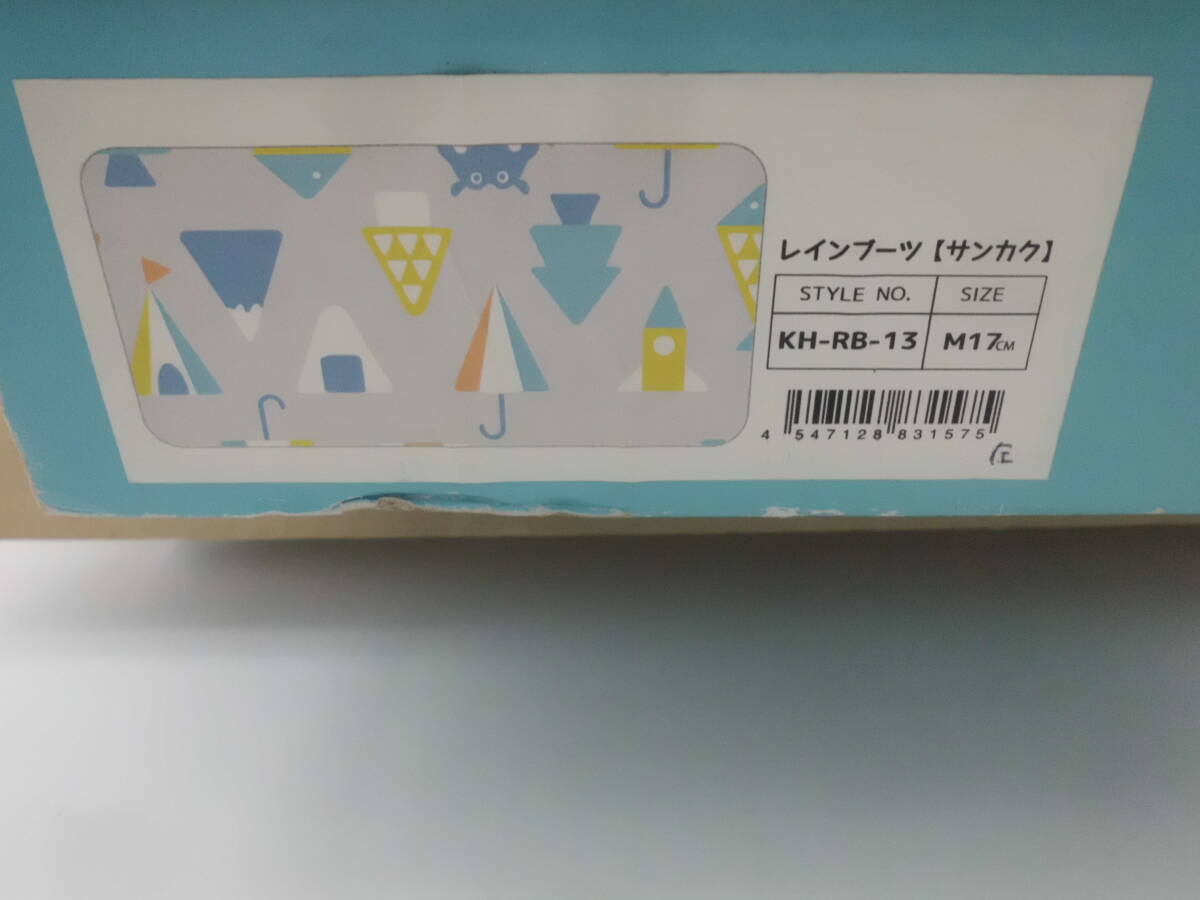 レインブーツ【サンカク】
STYLE NO. SIZE
KH-RB-13 M17CM
4 547128 831575